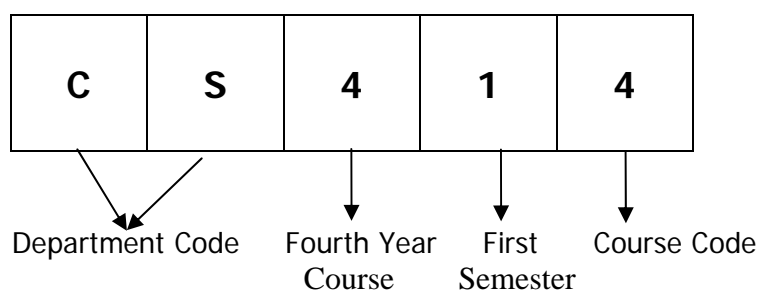 C S 4 1 4
Department Code Fourth Year First Course Code
Course Semester